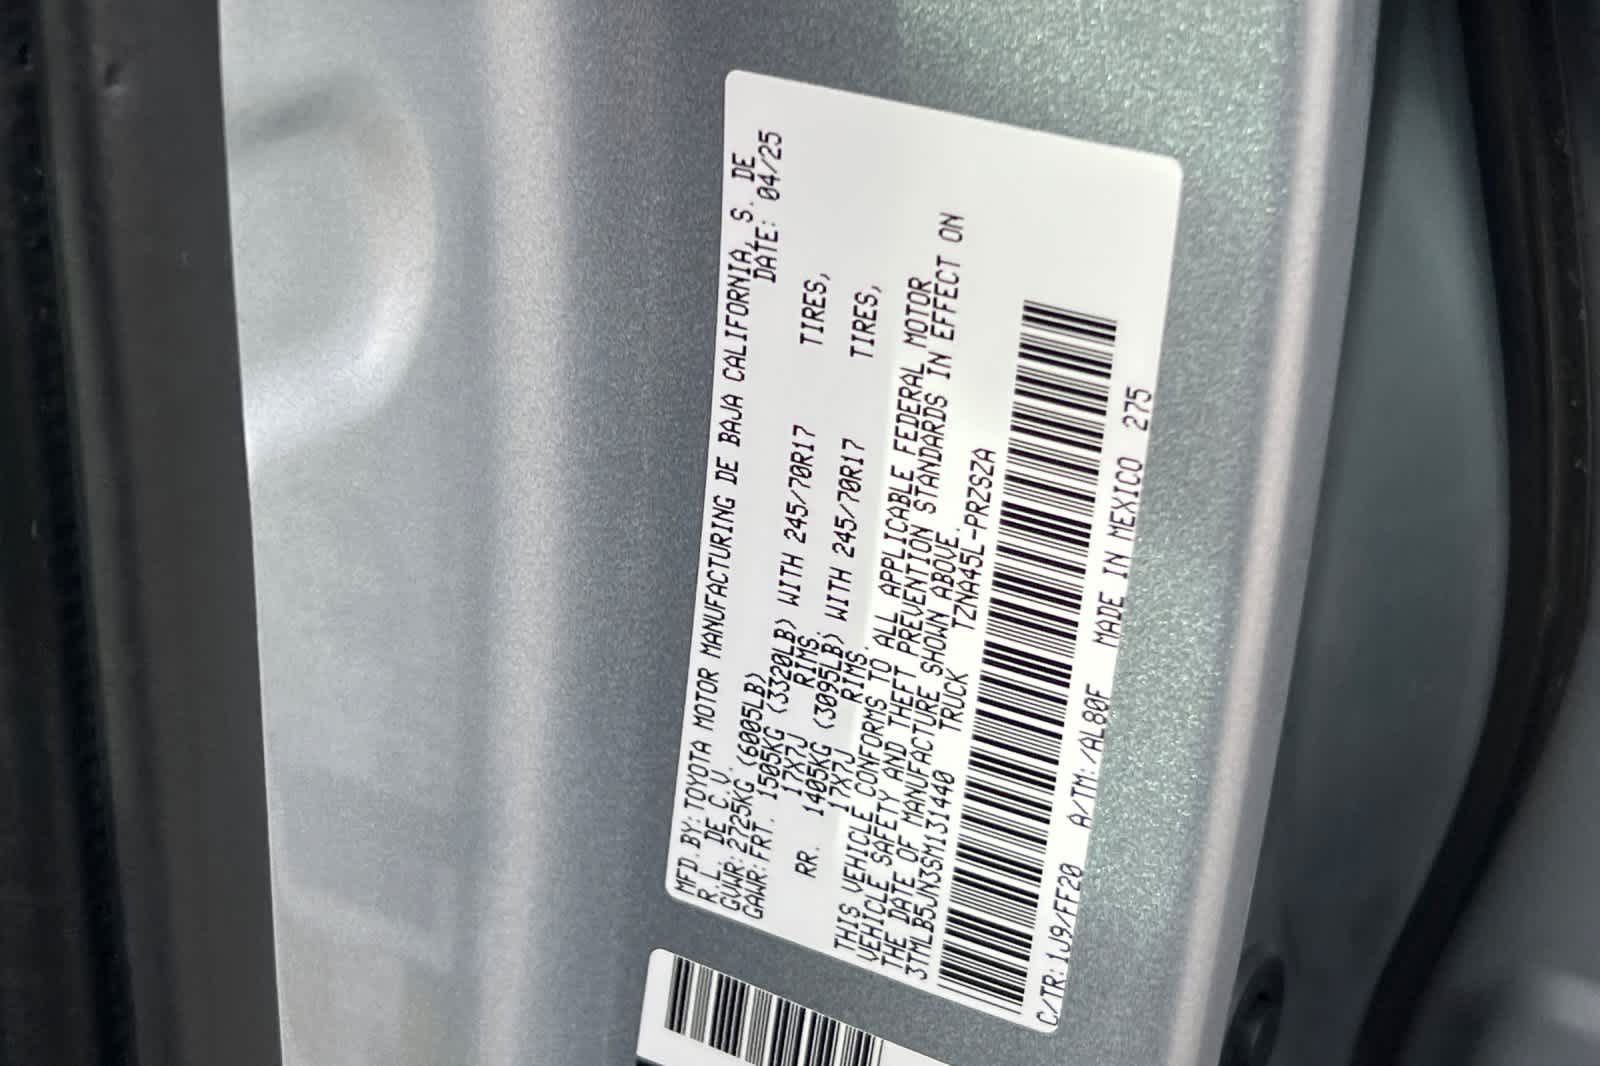 MFD.BY:TOYOTA MOTOR MANUFACTURING DE BAJA CALIFORNIA, S. DE
R.L. DE C.V. DATE: 04/25
GVWR:2725KG (6005LB)
GAWR:FRT. 1505KG (3320LB) WITH 245/70R17 TIRES,
17X7J RIMS.
RR. 1405KG (3095LB) WITH 245/70R17 TIRES,
17X7J RIMS.
THIS VEHICLE CONFORMS TO ALL APPLICABLE FEDERAL MOTOR
VEHICLE SAFETY AND THEFT PREVENTION STANDARDS IN EFFECT ON
THE DATE OF MANUFACTURE SHOWN ABOVE.
3TMLB5JN3SM131440 TRUCK TZNA45L-PRZSZA
C/TR:1J9/FF20 A/TM:/AL80F MADE IN MEXICO 275